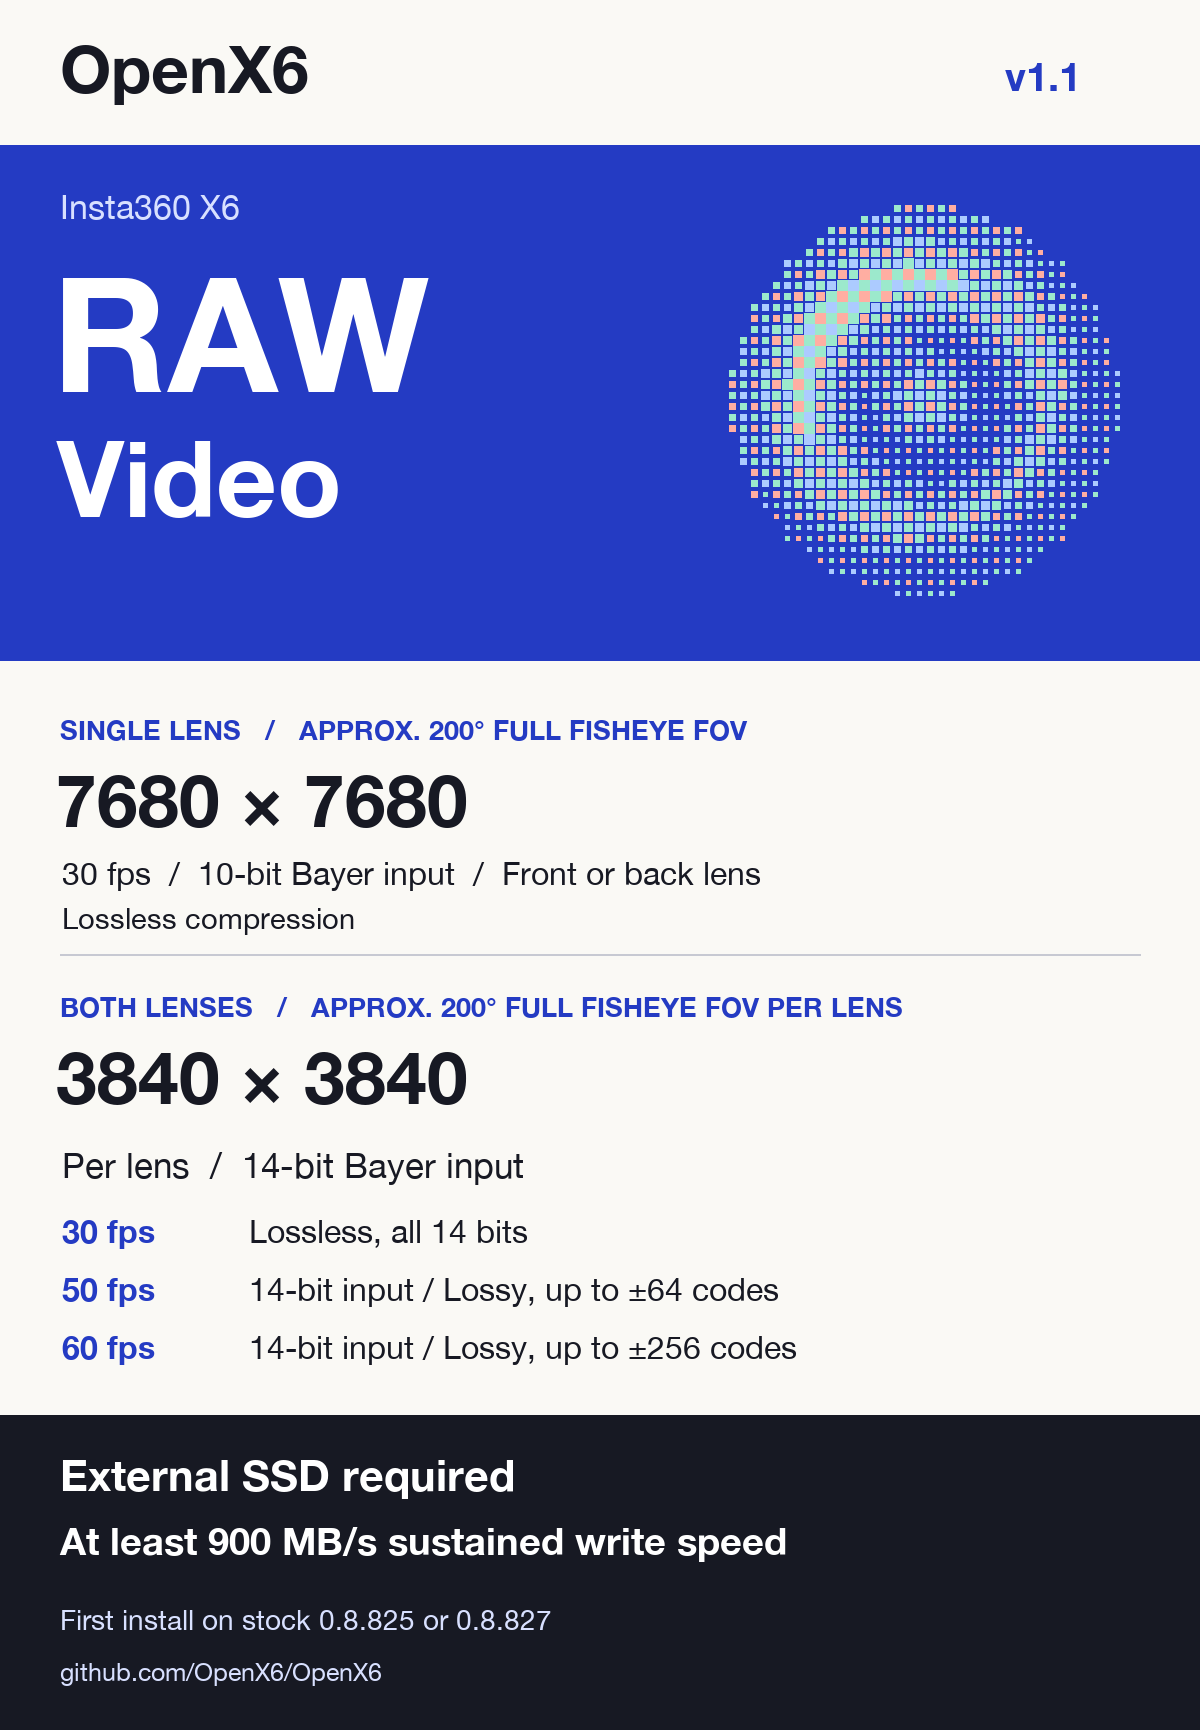 OpenX6
v1.1
Insta360 X6
RAW
Video
SINGLE LENS / APPROX. 200° FULL FISHEYE FOV
7680 × 7680
30 fps / 10-bit Bayer input / Front or back lens
Lossless compression
BOTH LENSES / APPROX. 200° FULL FISHEYE FOV PER LENS
3840 × 3840
Per lens / 14-bit Bayer input
30 fps Lossless, all 14 bits
50 fps 14-bit input / Lossy, up to ±64 codes
60 fps 14-bit input / Lossy, up to ±256 codes
External SSD required
At least 900 MB/s sustained write speed
First install on stock 0.8.825 or 0.8.827
github.com/OpenX6/OpenX6